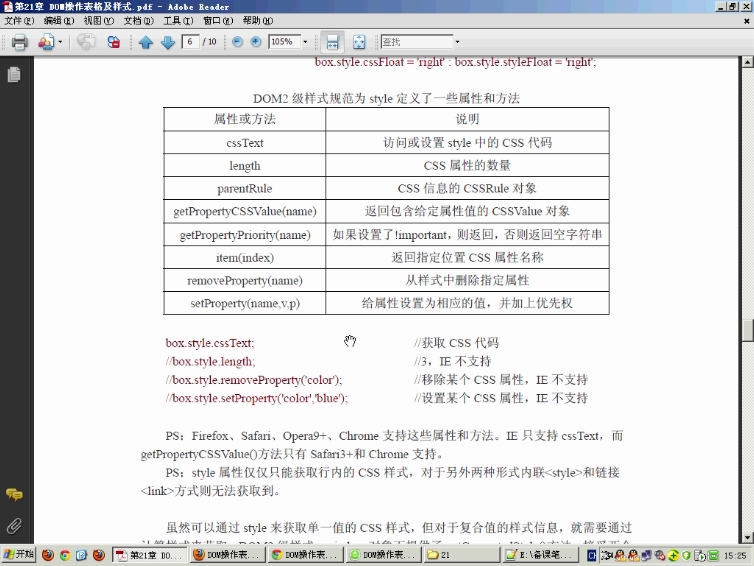 第21章 DOM操作表格及样式.pdf - Adobe Reader
文件(F) 编辑(E) 视图(V) 文档(D) 工具(T) 窗口(W) 帮助(H)
6 / 10 105% 查找
box.style.cssFloat = 'right' : box.style.styleFloat = 'right';
DOM2 级样式规范为 style 定义了一些属性和方法
属性或方法 说明
cssText 访问或设置 style 中的 CSS 代码
length CSS 属性的数量
parentRule CSS 信息的 CSSRule 对象
getPropertyCSSValue(name) 返回包含给定属性值的 CSSValue 对象
getPropertyPriority(name) 如果设置了!important，则返回，否则返回空字符串
item(index) 返回指定位置 CSS 属性名称
removeProperty(name) 从样式中删除指定属性
setProperty(name,v,p) 给属性设置为相应的值，并加上优先权
box.style.cssText; //获取 CSS 代码
//box.style.length; //3，IE 不支持
//box.style.removeProperty('color'); //移除某个 CSS 属性，IE 不支持
//box.style.setProperty('color','blue'); //设置某个 CSS 属性，IE 不支持
PS：Firefox、Safari、Opera9+、Chrome 支持这些属性和方法。IE 只支持 cssText，而
getPropertyCSSValue()方法只有 Safari3+和 Chrome 支持。
PS：style 属性仅仅只能获取行内的 CSS 样式，对于另外两种形式内联<style>和链接
<link>方式则无法获取到。
虽然可以通过 style 来获取单一值的 CSS 样式，但对于复合值的样式信息，就需要通过
开始 第21章 DO... DOM操作表... DOM操作表... DOM操作表... 21 E:\备课笔... 15:25